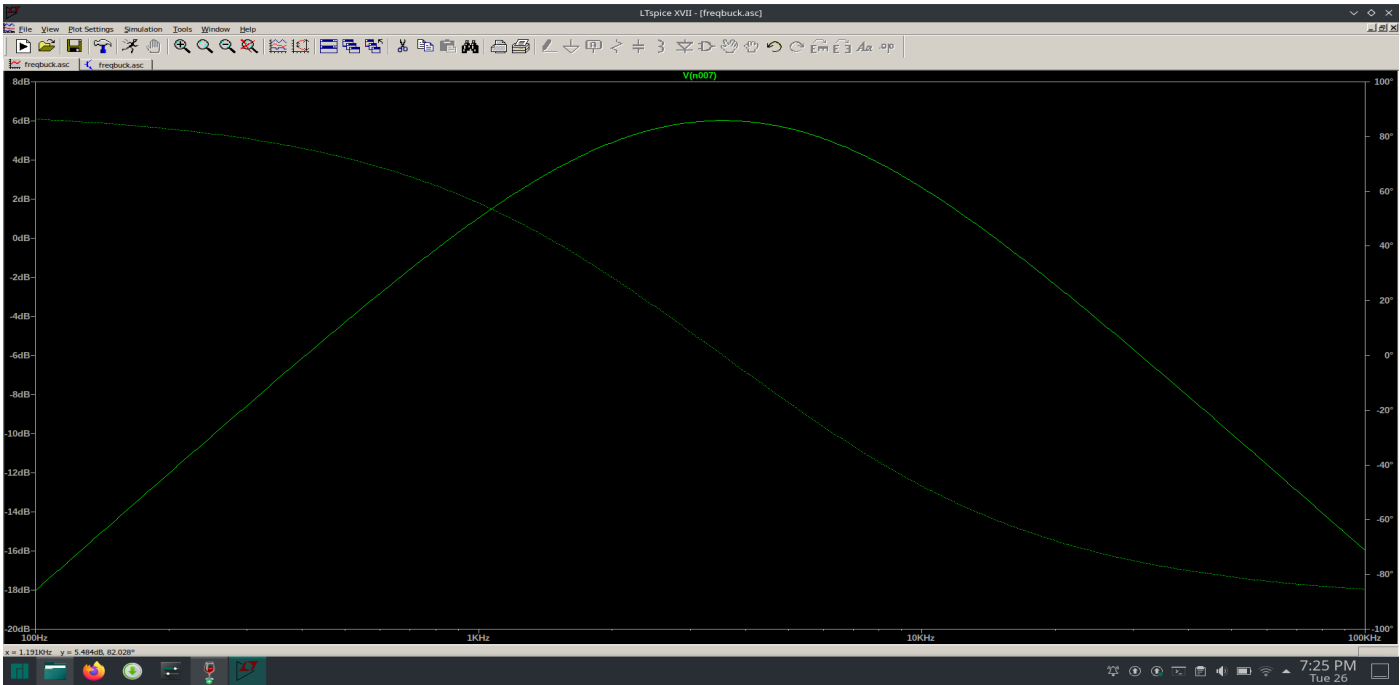 LTspice XVII - [freqbuck.asc]
File View Plot Settings Simulation Tools Window Help
freqbuck.asc freqbuck.asc
V(n007)
8dB 100°
6dB 80°
4dB
2dB 60°
0dB 40°
-2dB 20°
-4dB
-6dB 0°
-8dB -20°
-10dB
-12dB -40°
-14dB -60°
-16dB
-18dB -80°
-20dB -100°
100Hz 1KHz 10KHz 100KHz
x = 1.191KHz y = 5.484dB, 82.028°
7:25 PM
Tue 26